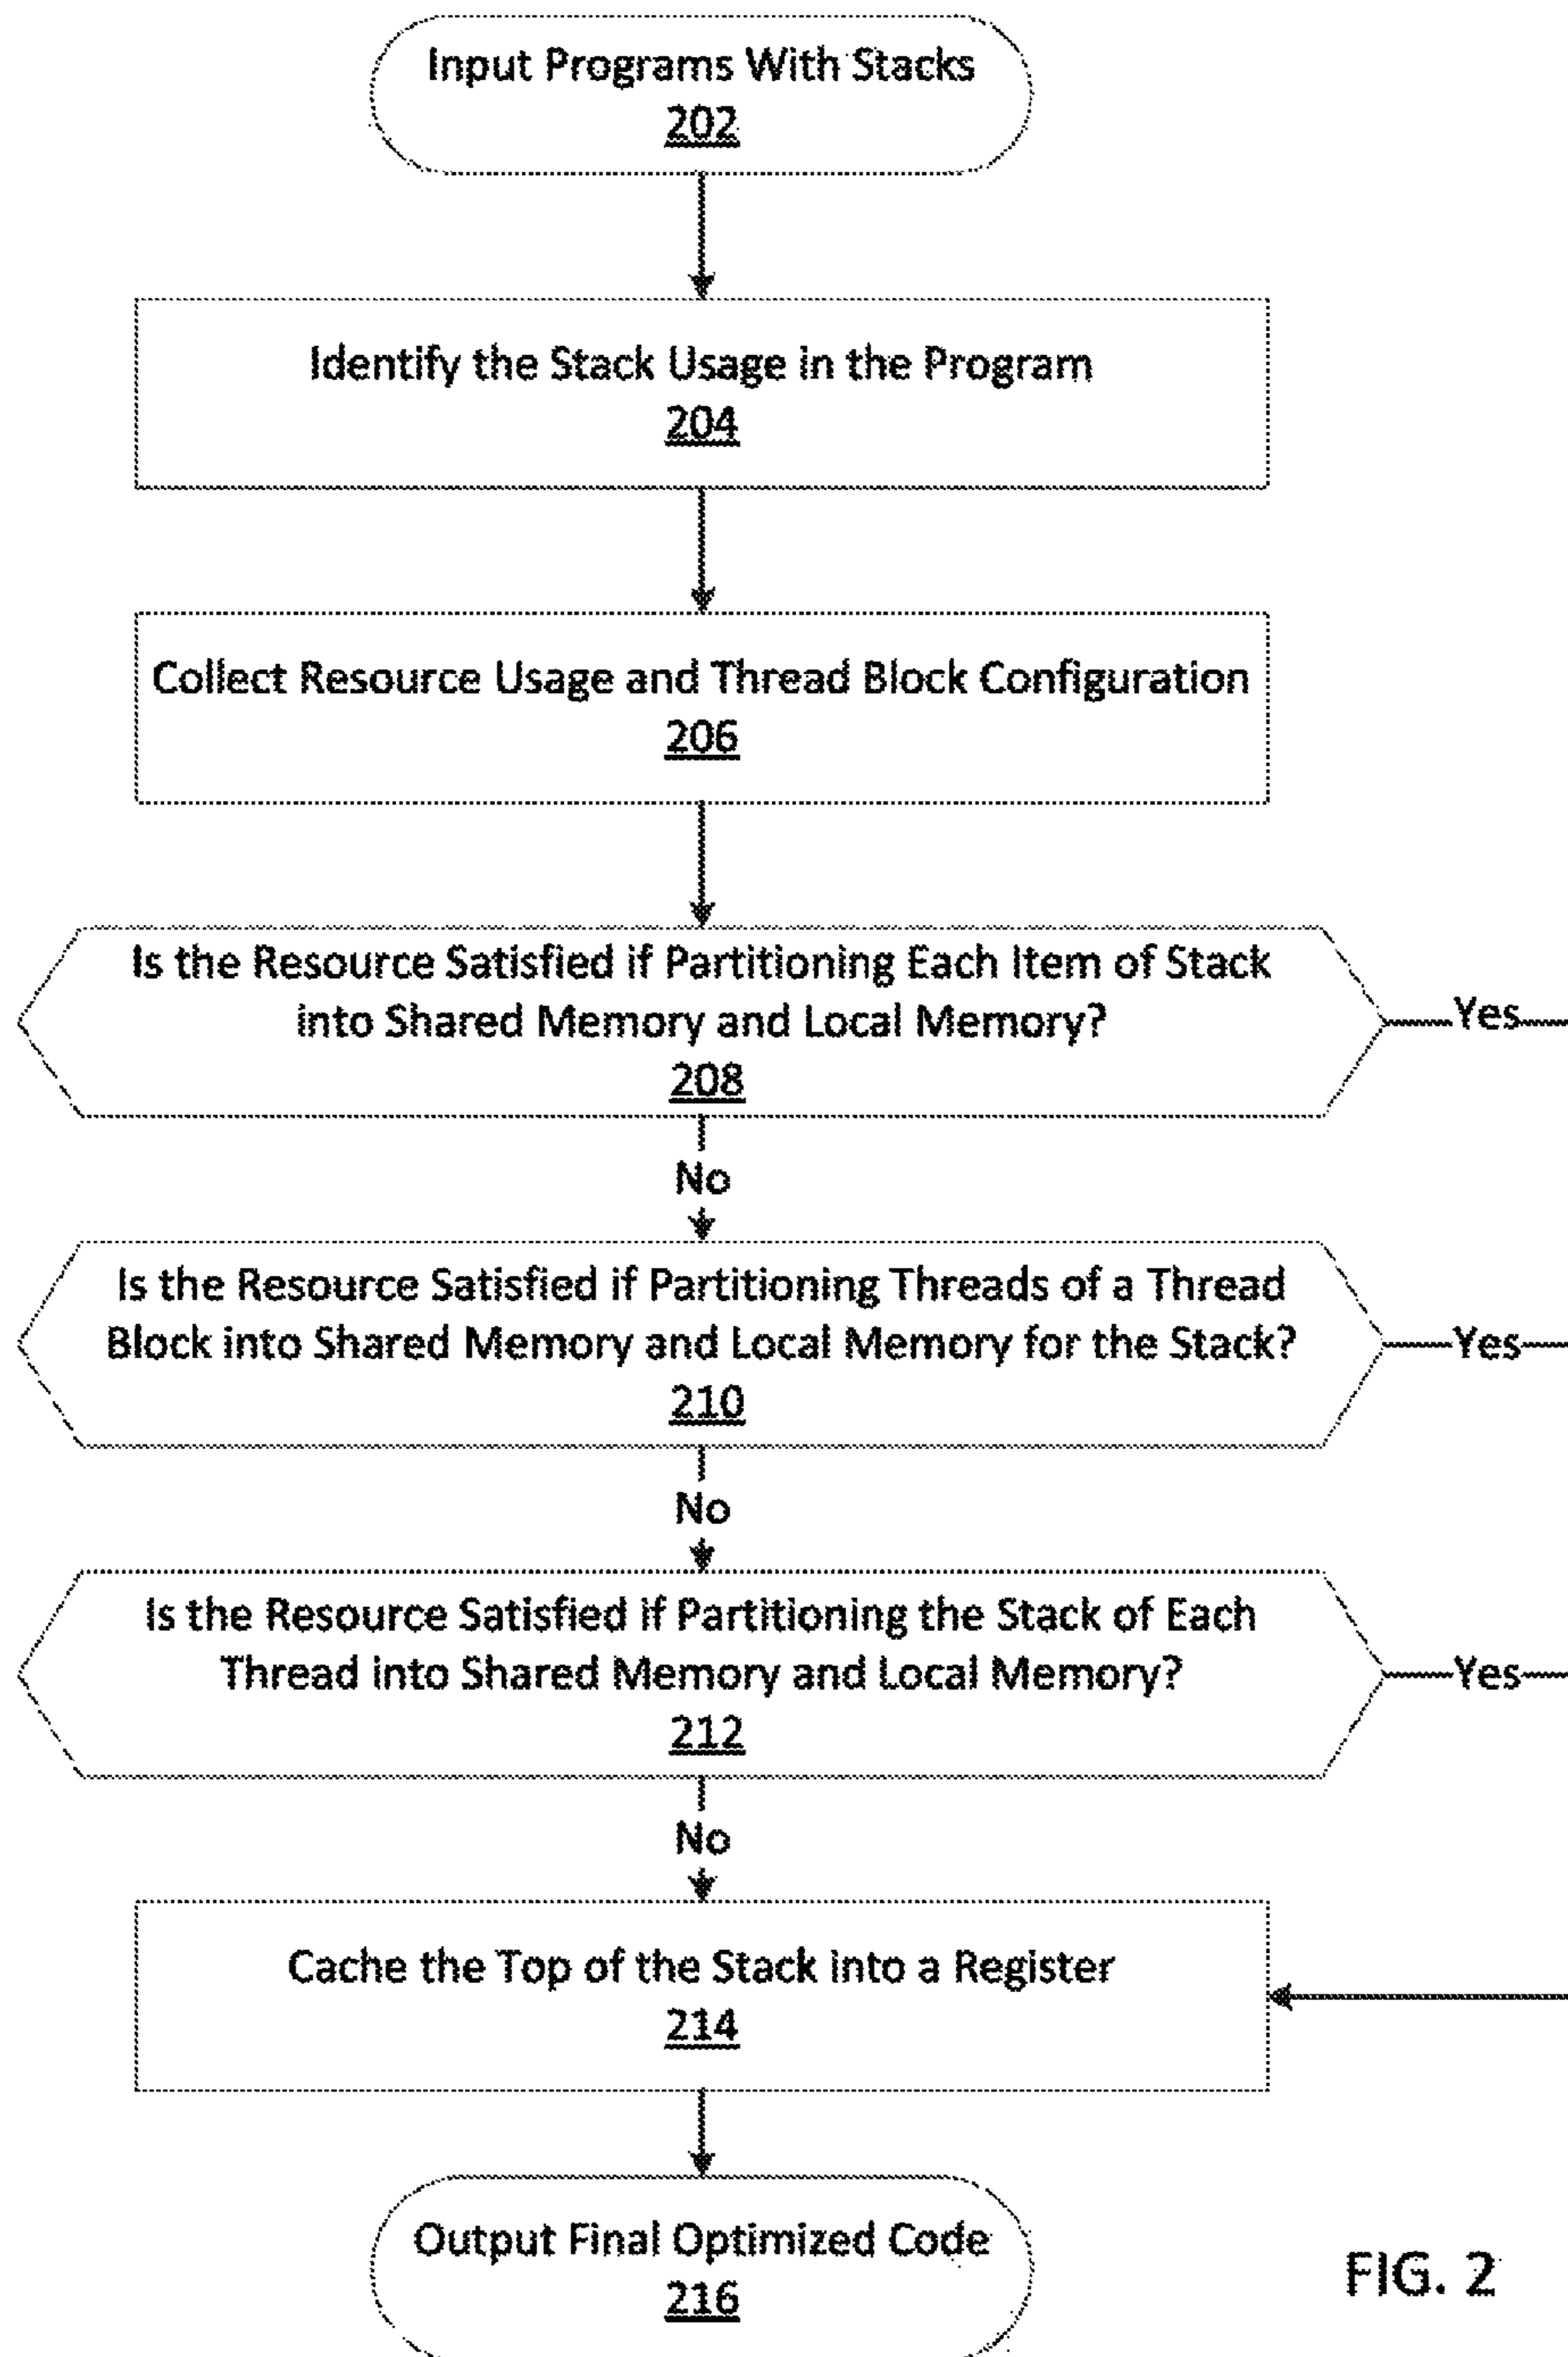 Input Programs With Stacks
202
Identify the Stack Usage in the Program
204
Collect Resource Usage and Thread Block Configuration
206
Is the Resource Satisfied if Partitioning Each Item of Stack
into Shared Memory and Local Memory?
208
Yes
No
Is the Resource Satisfied if Partitioning Threads of a Thread
Block into Shared Memory and Local Memory for the Stack?
210
Yes
No
Is the Resource Satisfied if Partitioning the Stack of Each
Thread into Shared Memory and Local Memory?
212
Yes
No
Cache the Top of the Stack into a Register
214
Output Final Optimized Code
216
FIG. 2